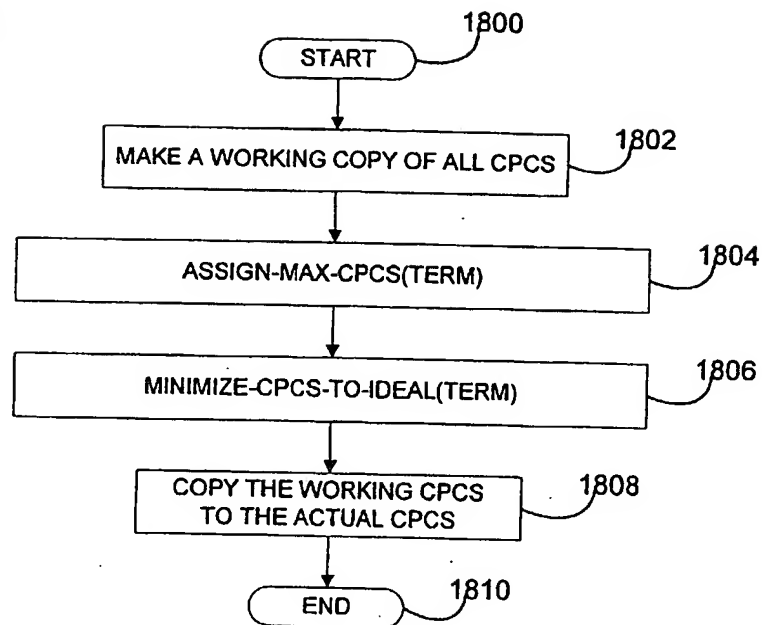 1800
START
MAKE A WORKING COPY OF ALL CPCS
1802
ASSIGN-MAX-CPCS(TERM)
1804
MINIMIZE-CPCS-TO-IDEAL(TERM)
1806
COPY THE WORKING CPCS
TO THE ACTUAL CPCS
1808
END
1810